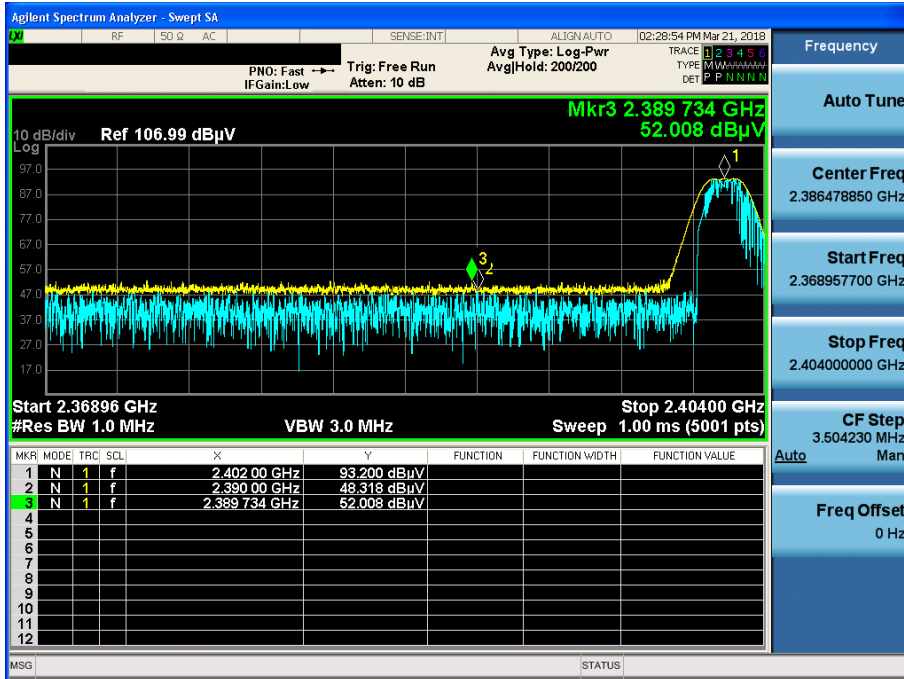 Agilent Spectrum Analyzer - Swept SA
LXI RF 50 Ω AC SENSE:INT ALIGN AUTO 02:28:54 PM Mar 21, 2018
Avg Type: Log-Pwr TRACE 1 2 3 4 5 6
PNO: Fast Trig: Free Run Avg|Hold: 200/200 TYPE MWWWWW
IFGain:Low Atten: 10 dB DET P P N N N N
Mkr3 2.389 734 GHz
52.008 dBµV
10 dB/div Ref 106.99 dBµV
Log
97.0
87.0
77.0
67.0
57.0
47.0
37.0
27.0
17.0
1
3
2
Start 2.36896 GHz Stop 2.40400 GHz
#Res BW 1.0 MHz VBW 3.0 MHz Sweep 1.00 ms (5001 pts)
MKR MODE TRC SCL X Y FUNCTION FUNCTION WIDTH FUNCTION VALUE
1 N 1 f 2.402 00 GHz 93.200 dBµV
2 N 1 f 2.390 00 GHz 48.318 dBµV
3 N 1 f 2.389 734 GHz 52.008 dBµV
4
5
6
7
8
9
10
11
12
MSG STATUS
Frequency
Auto Tune
Center Freq
2.386478850 GHz
Start Freq
2.368957700 GHz
Stop Freq
2.404000000 GHz
CF Step
3.504230 MHz
Auto Man
Freq Offset
0 Hz